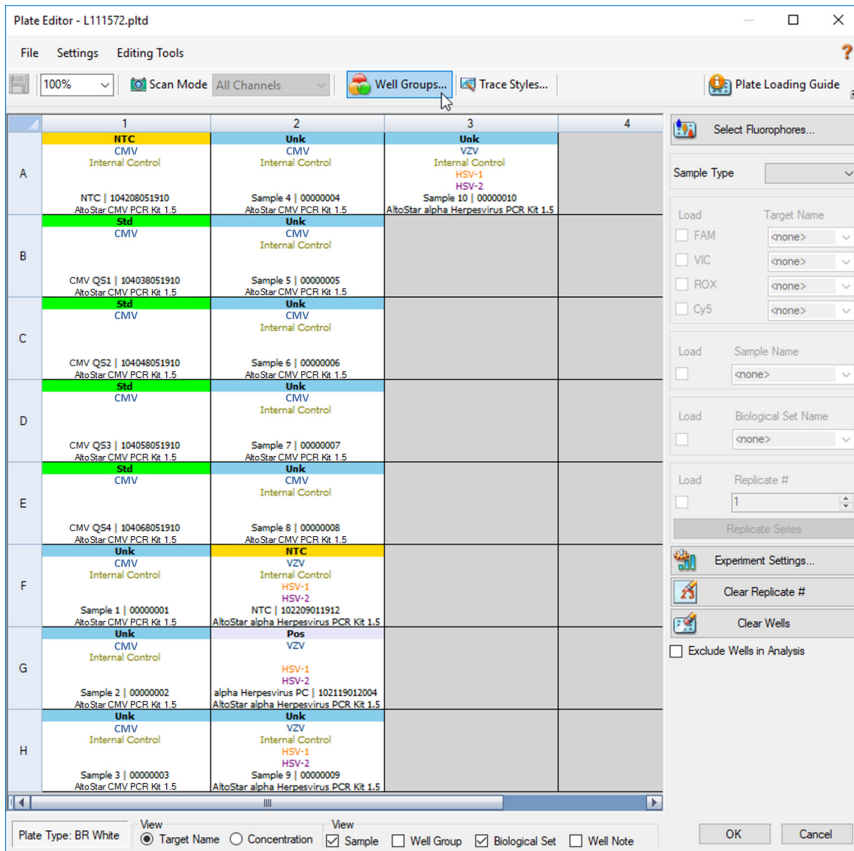 Plate Editor - L111572.pltd
File Settings Editing Tools ?
100% Scan Mode All Channels Well Groups... Trace Styles... Plate Loading Guide
1 2 3 4
A
NTC
CMV
Internal Control
NTC | 104208051910
AltoStar CMV PCR Kit 1.5
Unk
CMV
Internal Control
Sample 4 | 00000004
AltoStar CMV PCR Kit 1.5
Unk
VZV
Internal Control
HSV-1
HSV-2
Sample 10 | 00000010
AltoStar alpha Herpesvirus PCR Kit 1.5
B
Std
CMV
CMV QS1 | 104038051910
AltoStar CMV PCR Kit 1.5
Unk
CMV
Internal Control
Sample 5 | 00000005
AltoStar CMV PCR Kit 1.5
C
Std
CMV
CMV QS2 | 104048051910
AltoStar CMV PCR Kit 1.5
Unk
CMV
Internal Control
Sample 6 | 00000006
AltoStar CMV PCR Kit 1.5
D
Std
CMV
CMV QS3 | 104058051910
AltoStar CMV PCR Kit 1.5
Unk
CMV
Internal Control
Sample 7 | 00000007
AltoStar CMV PCR Kit 1.5
E
Std
CMV
CMV QS4 | 104068051910
AltoStar CMV PCR Kit 1.5
Unk
CMV
Internal Control
Sample 8 | 00000008
AltoStar CMV PCR Kit 1.5
F
Unk
CMV
Internal Control
Sample 1 | 00000001
AltoStar CMV PCR Kit 1.5
NTC
VZV
Internal Control
HSV-1
HSV-2
NTC | 102209011912
AltoStar alpha Herpesvirus PCR Kit 1.5
G
Unk
CMV
Internal Control
Sample 2 | 00000002
AltoStar CMV PCR Kit 1.5
Pos
VZV
HSV-1
HSV-2
alpha Herpesvirus PC | 102119012004
AltoStar alpha Herpesvirus PCR Kit 1.5
H
Unk
CMV
Internal Control
Sample 3 | 00000003
AltoStar CMV PCR Kit 1.5
Unk
VZV
Internal Control
HSV-1
HSV-2
Sample 9 | 00000009
AltoStar alpha Herpesvirus PCR Kit 1.5
Select Fluorophores...
Sample Type
Load Target Name
FAM <none>
VIC <none>
ROX <none>
Cy5 <none>
Load Sample Name
<none>
Load Biological Set Name
<none>
Load Replicate #
1
Replicate Series
Experiment Settings...
Clear Replicate #
Clear Wells
Exclude Wells in Analysis
Plate Type: BR White
View
Target Name Concentration
View
Sample Well Group Biological Set Well Note
OK Cancel